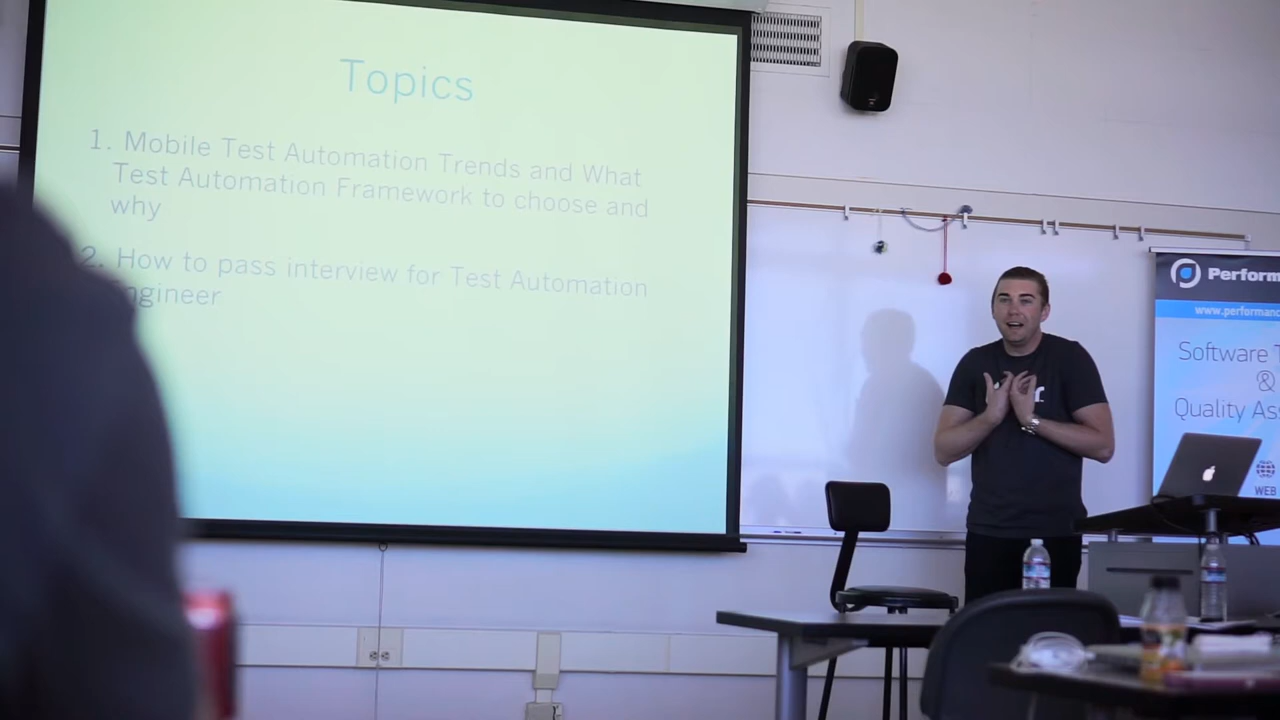 Topics
1. Mobile Test Automation Trends and What
Test Automation Framework to choose and
why
2. How to pass interview for Test Automation
ngineer
Perform
www.performanc
Software T
&
Quality Ass
WEB
r.